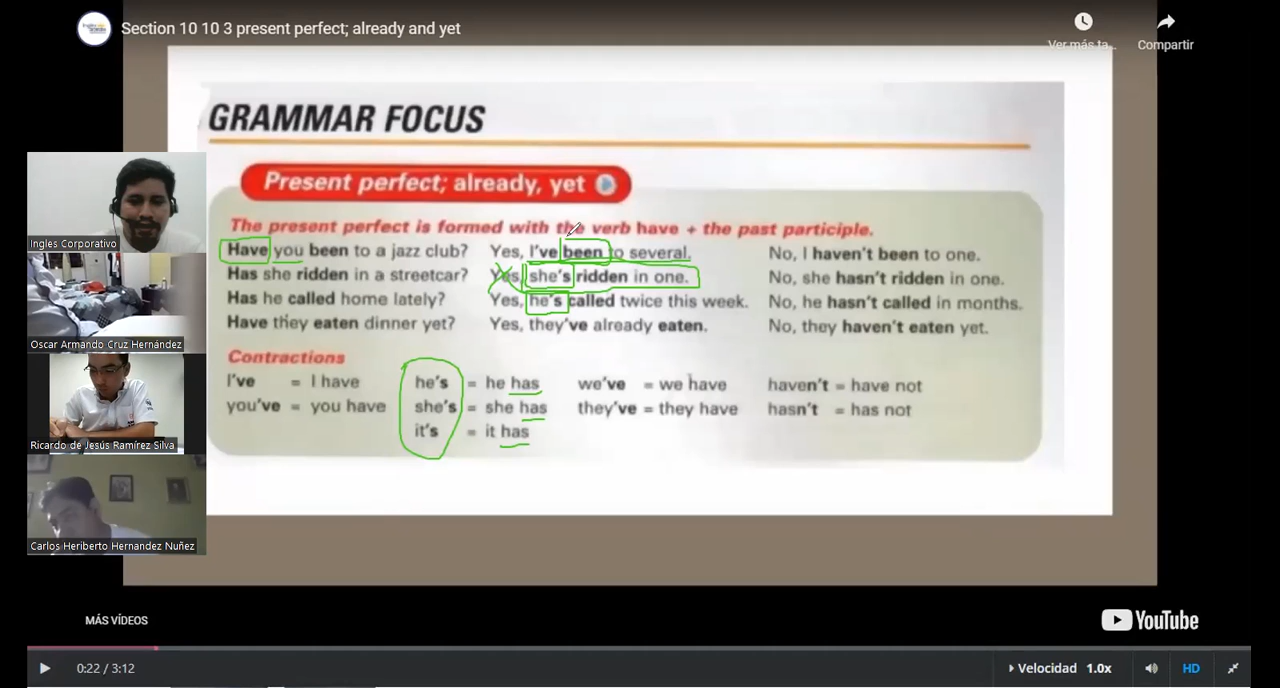 Section 10 10 3 present perfect; already and yet
Ver más ta...
Compartir
GRAMMAR FOCUS
Present perfect; already, yet
The present perfect is formed with the verb have + the past participle.
Have you been to a jazz club? Yes, I've been to several. No, I haven't been to one.
Has she ridden in a streetcar? Yes, she's ridden in one. No, she hasn't ridden in one.
Has he called home lately? Yes, he's called twice this week. No, he hasn't called in months.
Have they eaten dinner yet? Yes, they've already eaten. No, they haven't eaten yet.
Contractions
I've = I have he's = he has we've = we have haven't = have not
you've = you have she's = she has they've = they have hasn't = has not
it's = it has
Ingles Corporativo
Oscar Armando Cruz Hernández
Ricardo de Jesús Ramírez Silva
Carlos Heriberto Hernandez Nuñez
MÁS VÍDEOS
YouTube
0:22 / 3:12
Velocidad 1.0x
HD